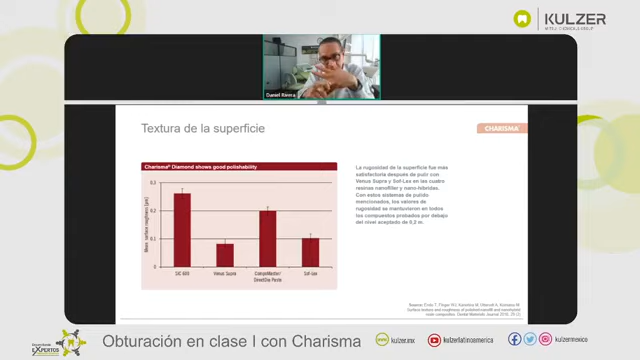 KULZER
MITSUI CHEMICALS GROUP
Daniel Rivera
Textura de la superficie
CHARISMA
Charisma® Diamond shows good polishability
Mean surface roughness (µm)
0.3
0.2
0.1
0
SIC 600
Venus Supra
CompoMaster/
DirectDia Paste
Sof-Lex
La rugosidad de la superficie fue mas
satisfactoria después de pulir con
Venus Supra y Sof-Lex en las cuatro
resinas nanofiller y nano-híbridas.
Con estos sistemas de pulido
mencionados, los valores de
rugosidad se mantuvieron en todos
los compuestos probados por debajo
del nivel aceptado de 0,2 m.
EXPERTOS
Obturación en clase I con Charisma
kulzer.mx
kulzerlatinoamerica
kulzermexico